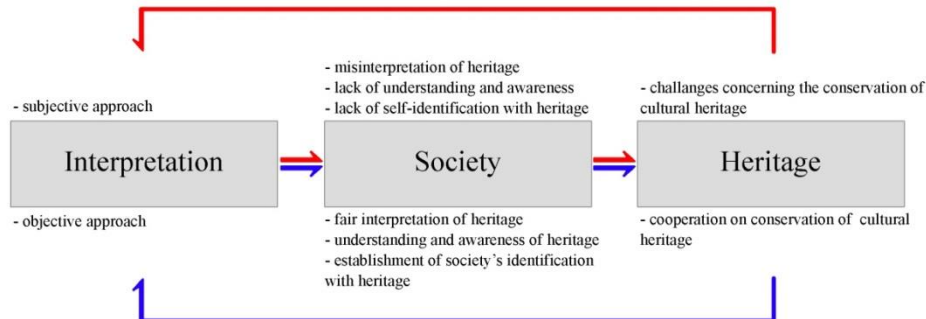 - misinterpretation of heritage
- lack of understanding and awareness
- subjective approach
- lack of self-identification with heritage
- challenges concerning the conservation of
cultural heritage
Interpretation
Society
Heritage
- objective approach
- fair interpretation of heritage
- understanding and awareness of heritage
- establishment of society’s identification
with heritage
- cooperation on conservation of cultural
heritage